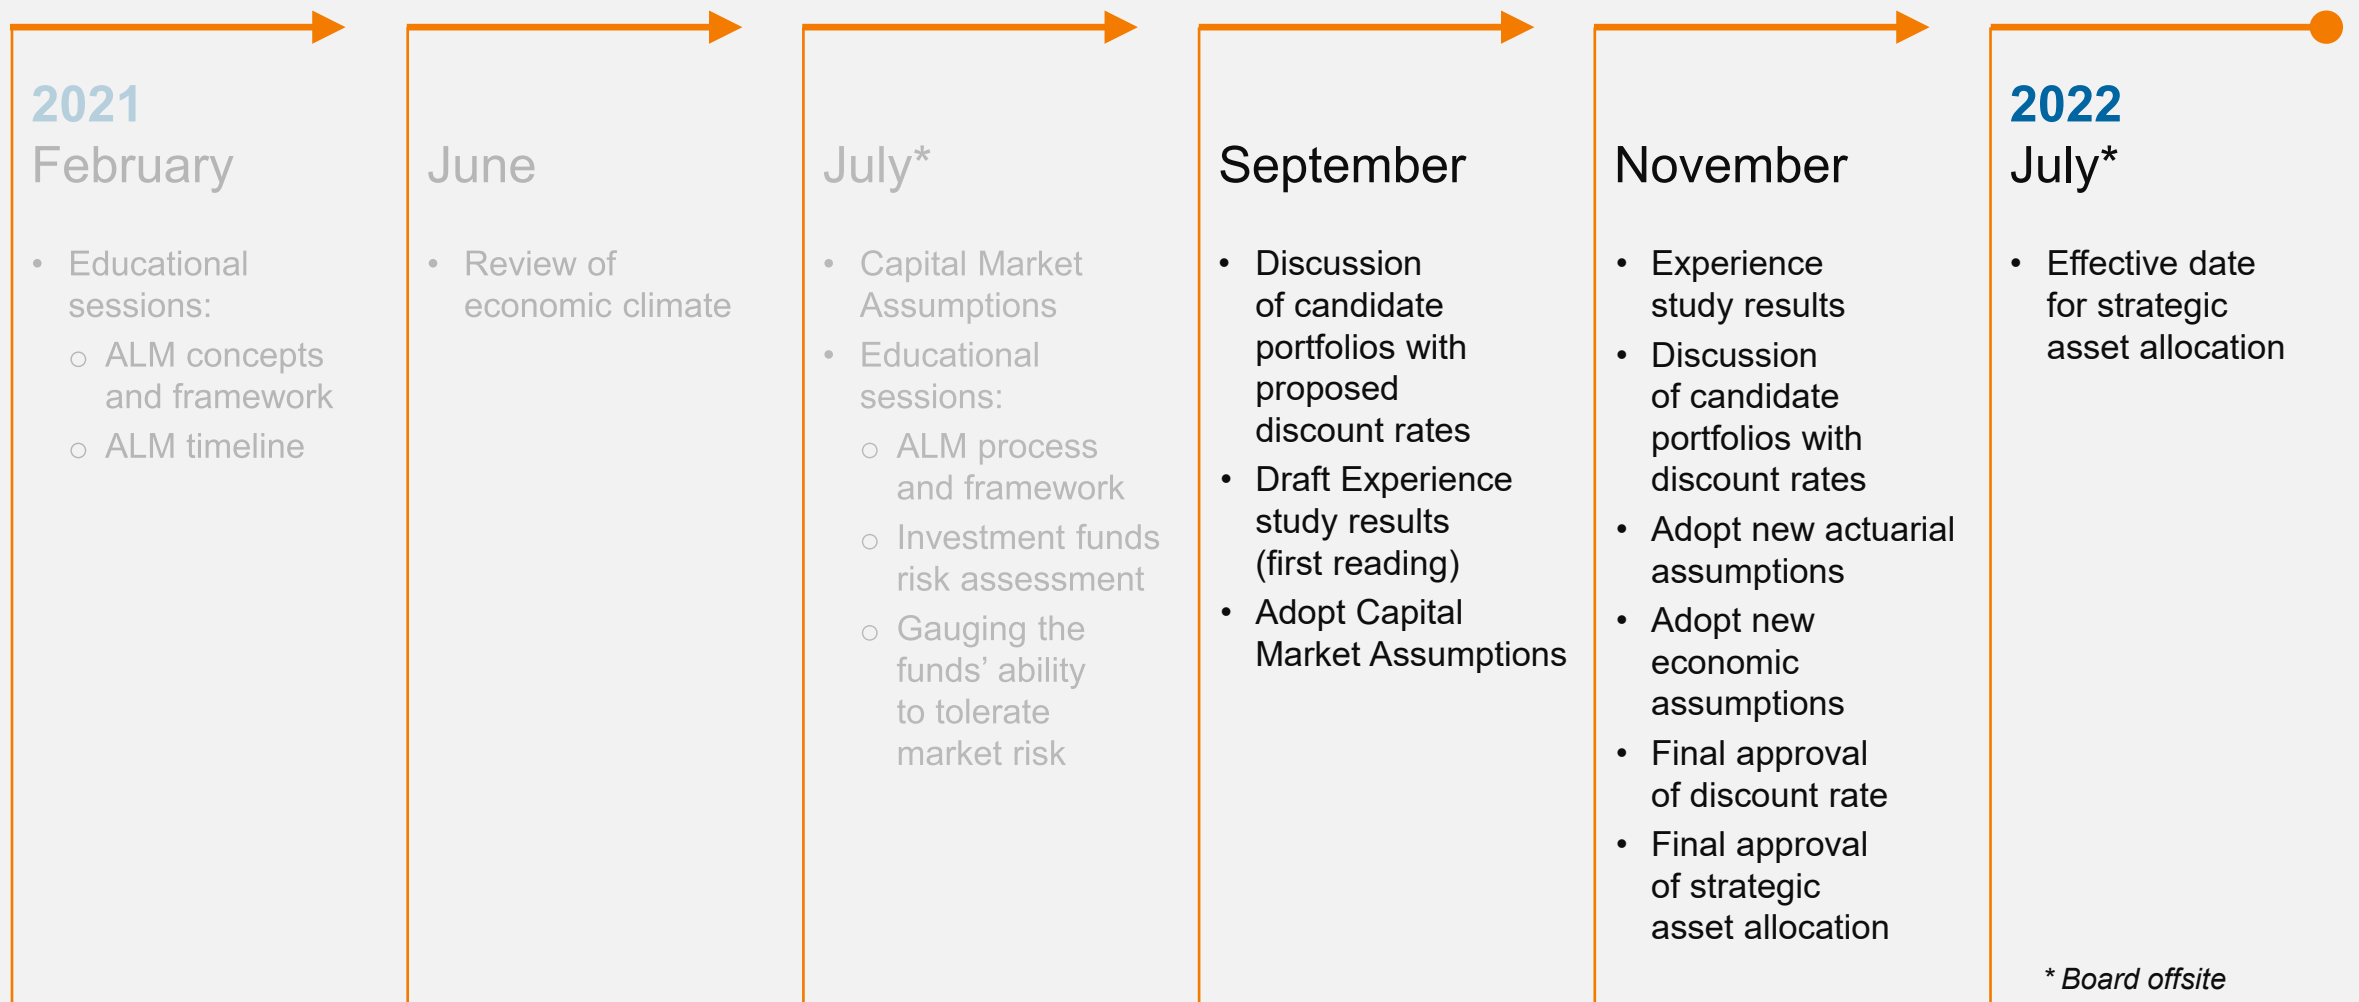 2021
February
• Educational
sessions:
o ALM concepts
and framework
o ALM timeline
June
• Review of
economic climate
July*
• Capital Market
Assumptions
• Educational
sessions:
o ALM process
and framework
o Investment funds
risk assessment
o Gauging the
funds’ ability
to tolerate
market risk
September
• Discussion
of candidate
portfolios with
proposed
discount rates
• Draft Experience
study results
(first reading)
• Adopt Capital
Market Assumptions
November
• Experience
study results
• Discussion
of candidate
portfolios with
discount rates
• Adopt new actuarial
assumptions
• Adopt new
economic
assumptions
• Final approval
of discount rate
• Final approval
of strategic
asset allocation
2022
July*
• Effective date
for strategic
asset allocation
* Board offsite